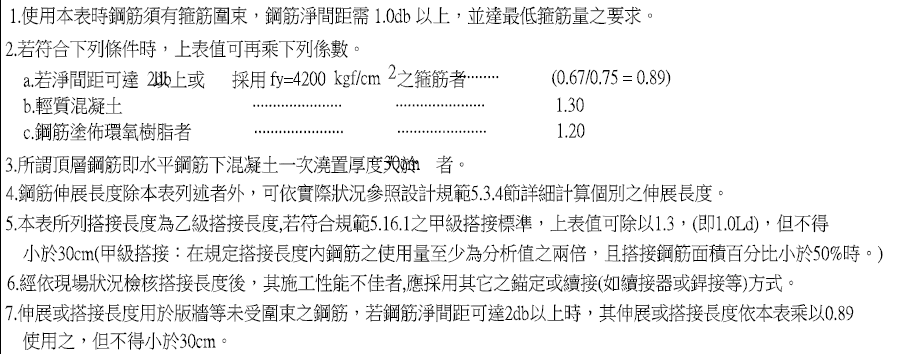 1.使用本表時鋼筋須有箍筋圍束，鋼筋淨間距需 1.0db 以上，並達最低箍筋量之要求。
2.若符合下列條件時，上表值可再乘下列係數。
a.若淨間距可達 2db以上或 採用 fy=4200 kgf/cm 2之箍筋者······· (0.67/0.75 = 0.89)
b.輕質混凝土 ····················· ····················· 1.30
c.鋼筋塗佈環氧樹脂者 ····················· ····················· 1.20
3.所謂頂層鋼筋即水平鋼筋下混凝土一次澆置厚度大於30cm 者。
4.鋼筋伸展長度除本表列述者外，可依實際狀況參照設計規範5.3.4節詳細計算個別之伸展長度。
5.本表所列搭接長度為乙級搭接長度,若符合規範5.16.1之甲級搭接標準，上表值可除以1.3，(即1.0Ld)，但不得
小於30cm(甲級搭接：在規定搭接長度內鋼筋之使用量至少為分析值之兩倍，且搭接鋼筋面積百分比小於50%時。)
6.經依現場狀況檢核搭接長度後，其施工性能不佳者,應採用其它之錨定或續接(如續接器或銲接等)方式。
7.伸展或搭接長度用於版牆等未受圍束之鋼筋，若鋼筋淨間距可達2db以上時，其伸展或搭接長度依本表乘以0.89
使用之，但不得小於30cm。